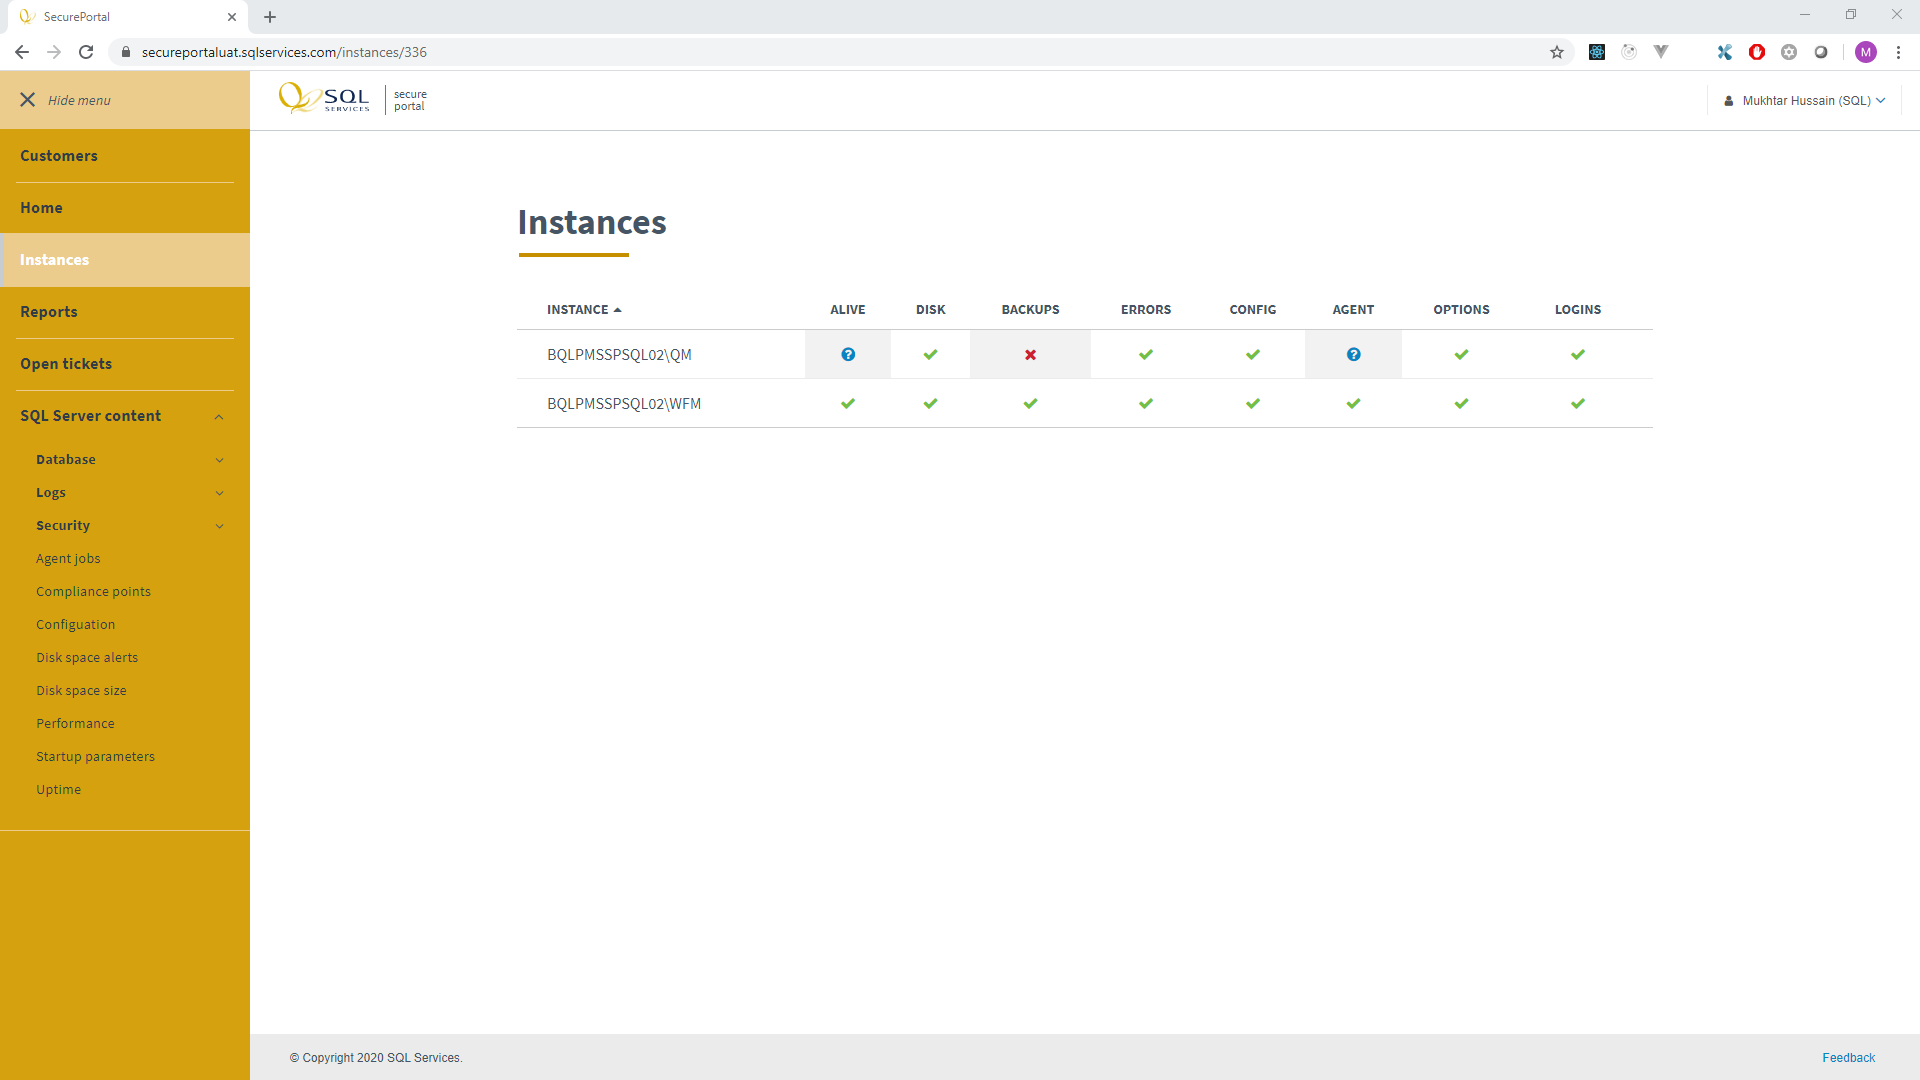 SecurePortal
secureportaluat.sqlservices.com/instances/336
M
Hide menu
SQL
SERVICES
secure
portal
Mukhtar Hussain (SQL)
Customers
Home
Instances
Reports
Open tickets
SQL Server content
Database
Logs
Security
Agent jobs
Compliance points
Configuation
Disk space alerts
Disk space size
Performance
Startup parameters
Uptime
Instances
INSTANCE ALIVE DISK BACKUPS ERRORS CONFIG AGENT OPTIONS LOGINS
BQLPMSSPSQL02\QM
BQLPMSSPSQL02\WFM
© Copyright 2020 SQL Services.
Feedback